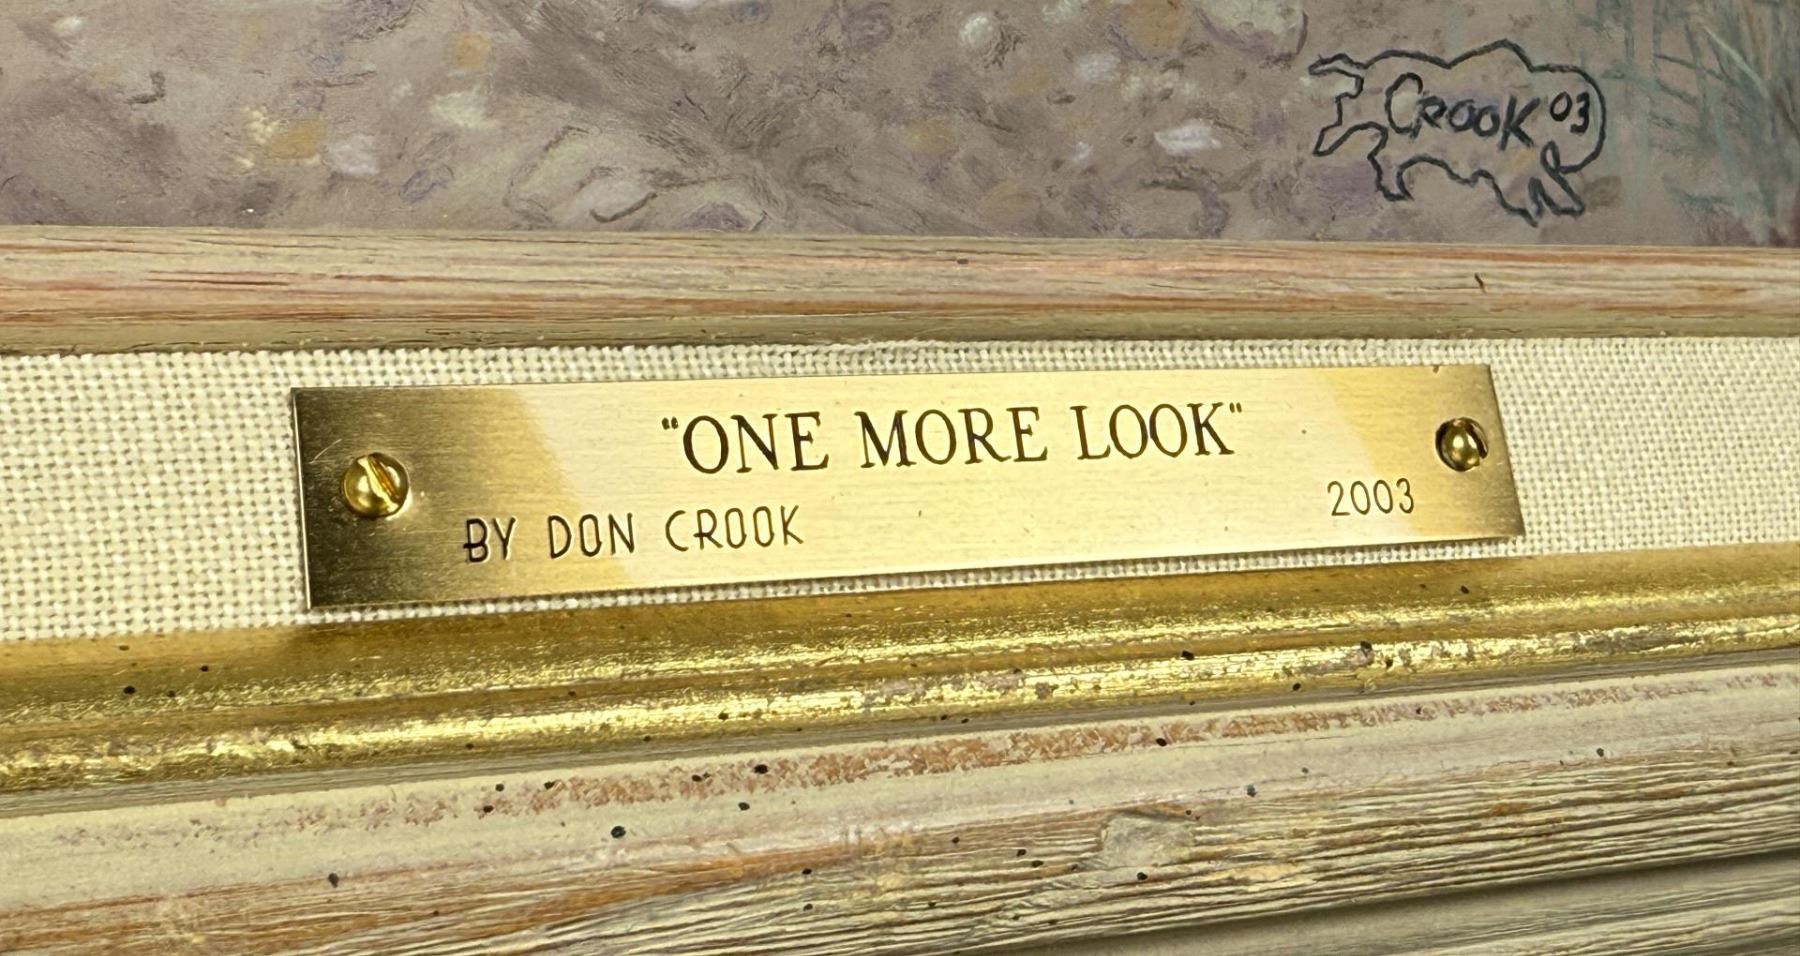 CROOK 03
"ONE MORE LOOK"
BY DON CROOK 2003